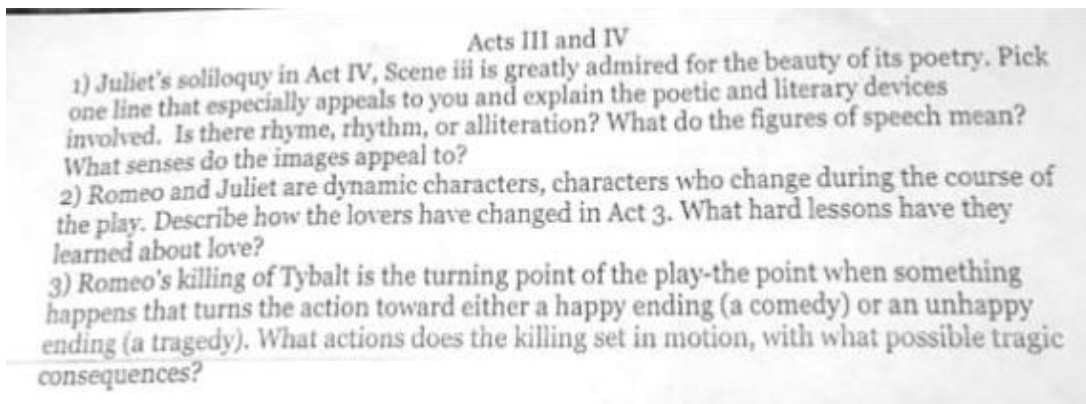 Acts III and IV
1) Juliet's soliloquy in Act IV, Scene iii is greatly admired for the beauty of its poetry. Pick
one line that especially appeals to you and explain the poetic and literary devices
involved. Is there rhyme, rhythm, or alliteration? What do the figures of speech mean?
What senses do the images appeal to?
2) Romeo and Juliet are dynamic characters, characters who change during the course of
the play. Describe how the lovers have changed in Act 3. What hard lessons have they
learned about love?
3) Romeo's killing of Tybalt is the turning point of the play-the point when something
happens that turns the action toward either a happy ending (a comedy) or an unhappy
ending (a tragedy). What actions does the killing set in motion, with what possible tragic
consequences?